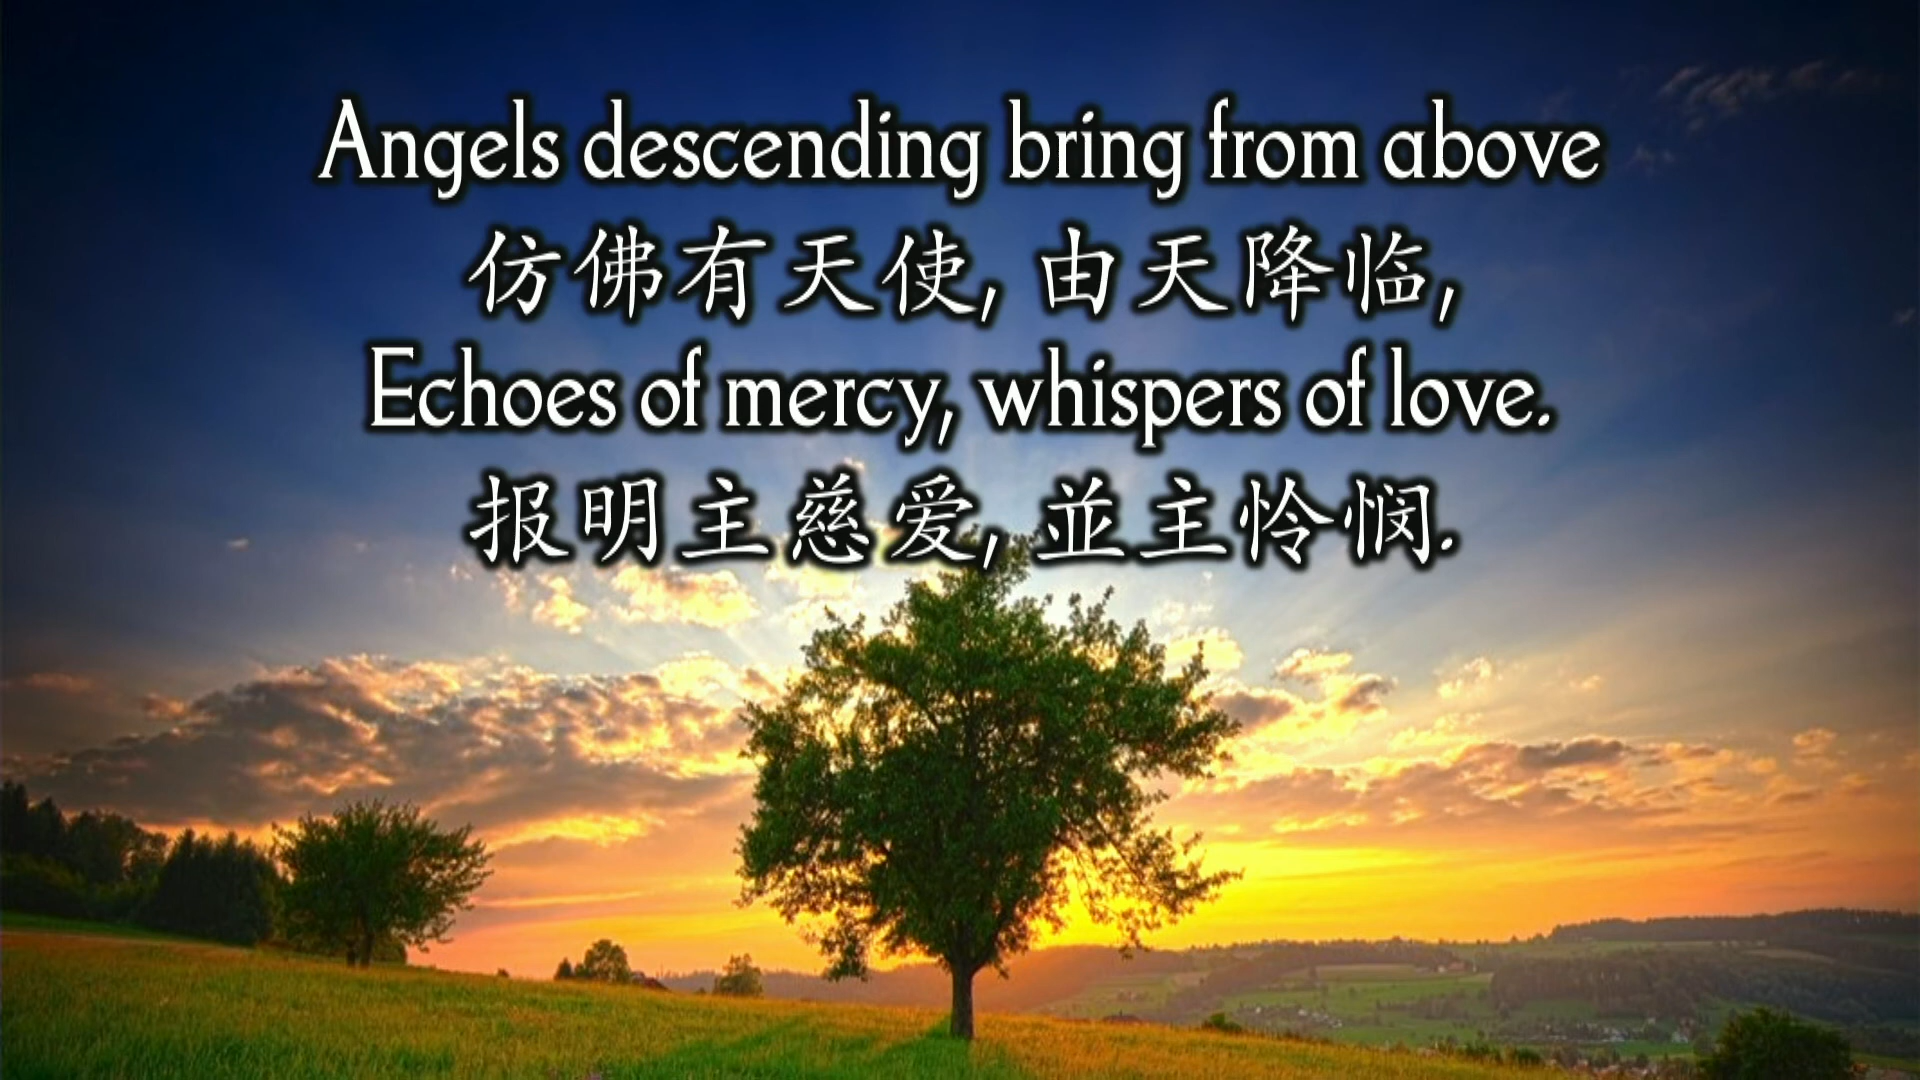 Angels descending bring from above
仿佛有天使, 由天降临,
Echoes of mercy, whispers of love.
报明主慈爱, 並主怜悯.